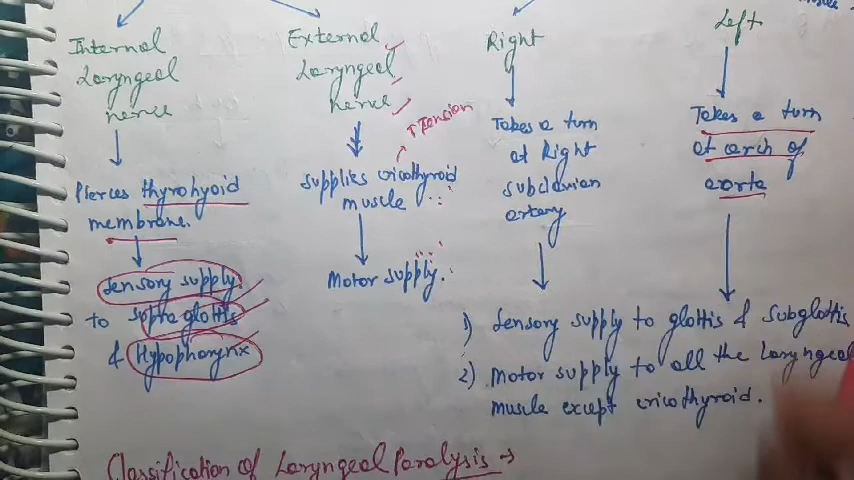 Internal
Laryngeal
nerve
Pierces thyrohyoid
membrane.
Sensory supply
to supraglottis
& Hypopharynx
External
Laryngeal
nerve
↑Tension
supplies cricothyroid
muscle
Motor supply.
Right
Takes a turn
at Right
subclavian
artery
Left
Takes a turn
at arch of
aorta
1) Sensory supply to glottis & Subglottis
2) Motor supply to all the Laryngeal
muscle except cricothyroid.
Classification of Laryngeal Paralysis →